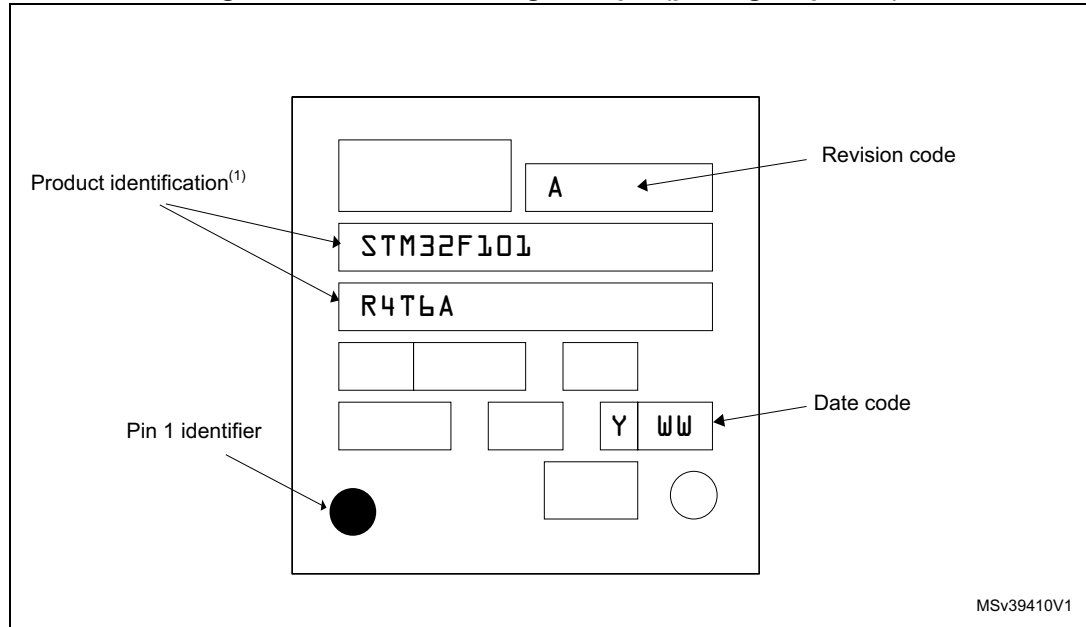 Revision code
A
Product identification(1)
STM32F101
R4T6A
Date code
Y WW
Pin 1 identifier
MSv39410V1